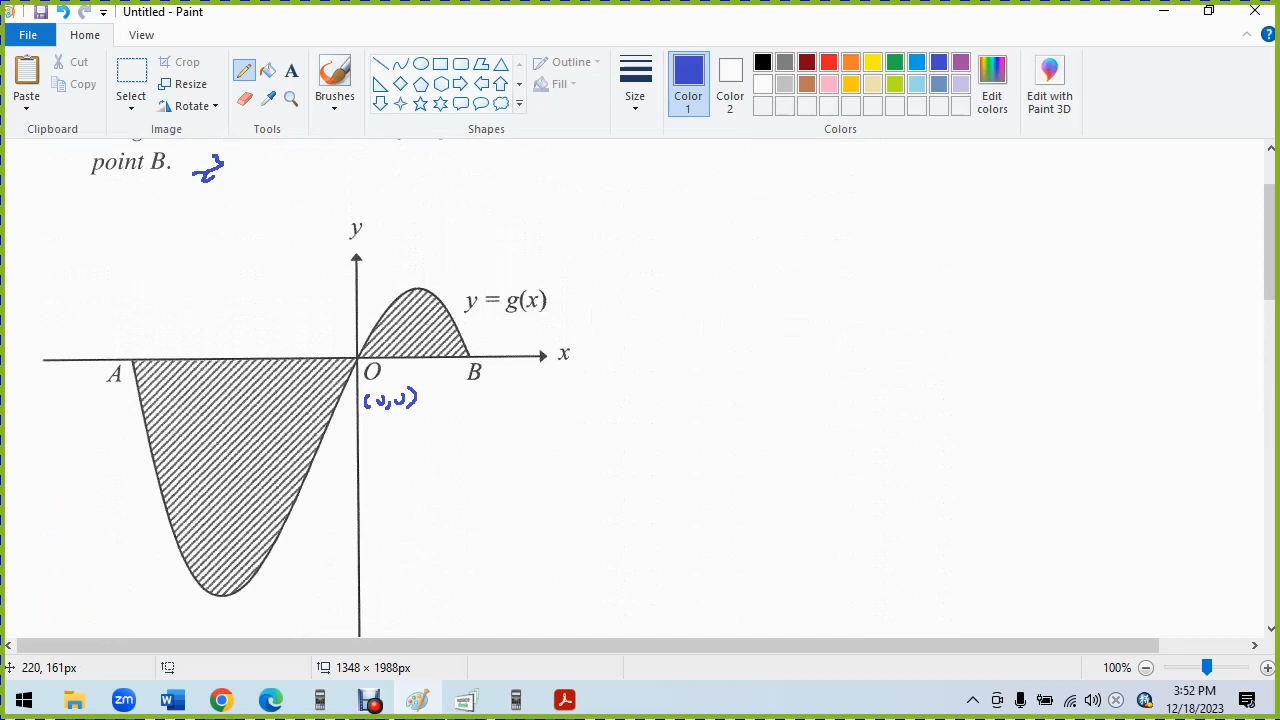 Untitled - Paint
File Home View
Paste
Cut
Copy
Clipboard
Select
Crop
Resize
Rotate
Image
A
Tools
Brushes
Outline
Fill
Shapes
Size
Color 1
Color 2
Edit colors
Colors
Edit with Paint 3D
point B.
y
y = g(x)
x
A
O
B
220, 161px
1348 × 1988px
100%
zm
3:52 PM
12/18/2023